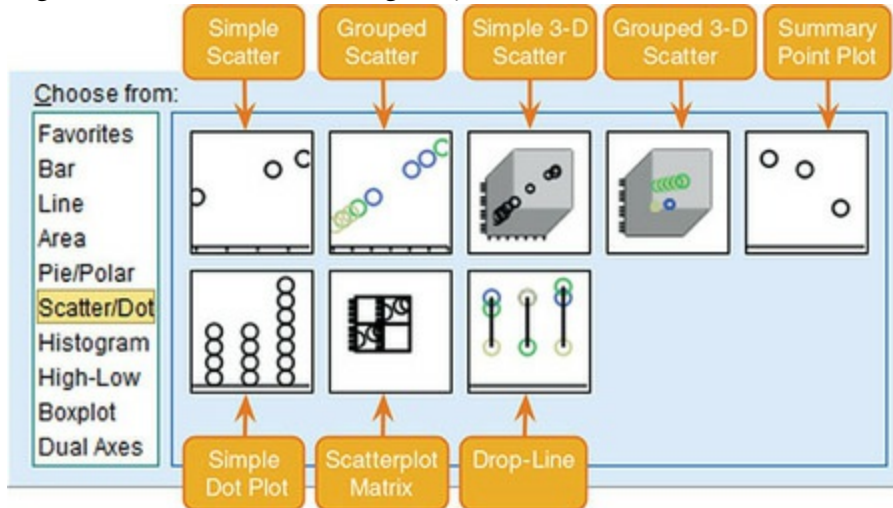 Simple
Scatter
Grouped
Scatter
Simple 3-D
Scatter
Grouped 3-D
Scatter
Summary
Point Plot
Choose from:
Favorites
Bar
Line
Area
Pie/Polar
Scatter/Dot
Histogram
High-Low
Boxplot
Dual Axes
Simple
Dot Plot
Scatterplot
Matrix
Drop-Line